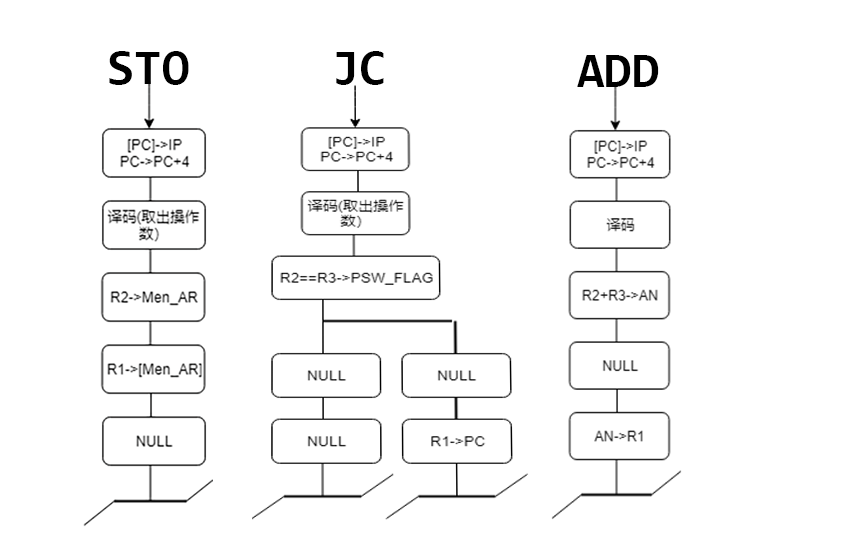 STO
[PC]->IP
PC->PC+4
译码(取出操作
数)
R2->Men_AR
R1->[Men_AR]
NULL
JC
[PC]->IP
PC->PC+4
译码(取出操作
数)
R2==R3->PSW_FLAG
NULL
NULL
NULL
R1->PC
ADD
[PC]->IP
PC->PC+4
译码
R2+R3->AN
NULL
AN->R1